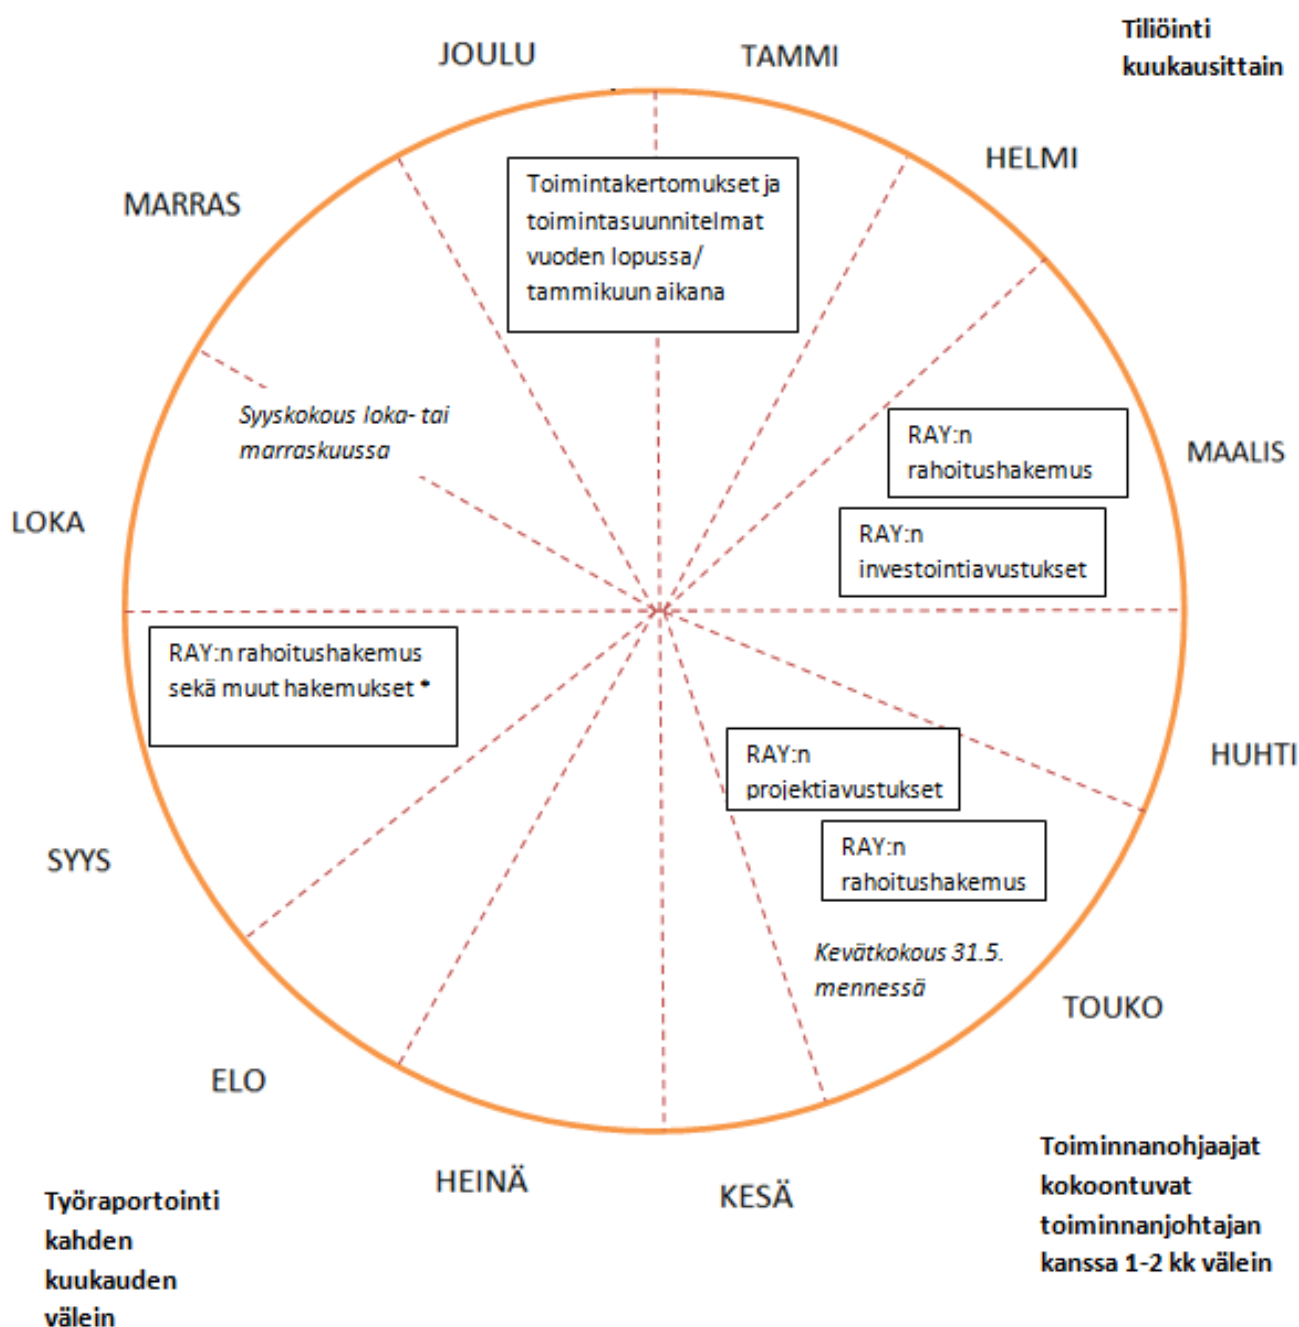 JOULU
TAMMI
Tiliöinti
kuukausittain
HELMI
MARRAS
Toimintakertomukset ja
toimintasuunnitelmat
vuoden lopussa/
tammikuun aikana
Syyskokous loka- tai
marraskuussa
RAY:n
rahoitushakemus
MAALIS
LOKA
RAY:n
investointiavustukset
RAY:n rahoitushakemus
sekä muut hakemukset *
RAY:n
projektiavustukset
HUHTI
RAY:n
rahoitushakemus
SYYS
Kevätkokous 31.5.
mennessä
TOUKO
ELO
HEINÄ
KESÄ
Työraportointi
kahden
kuukauden
välein
Toiminnanohjaajat
kokoontuvat
toiminnanjohtajan
kanssa 1-2 kk välein